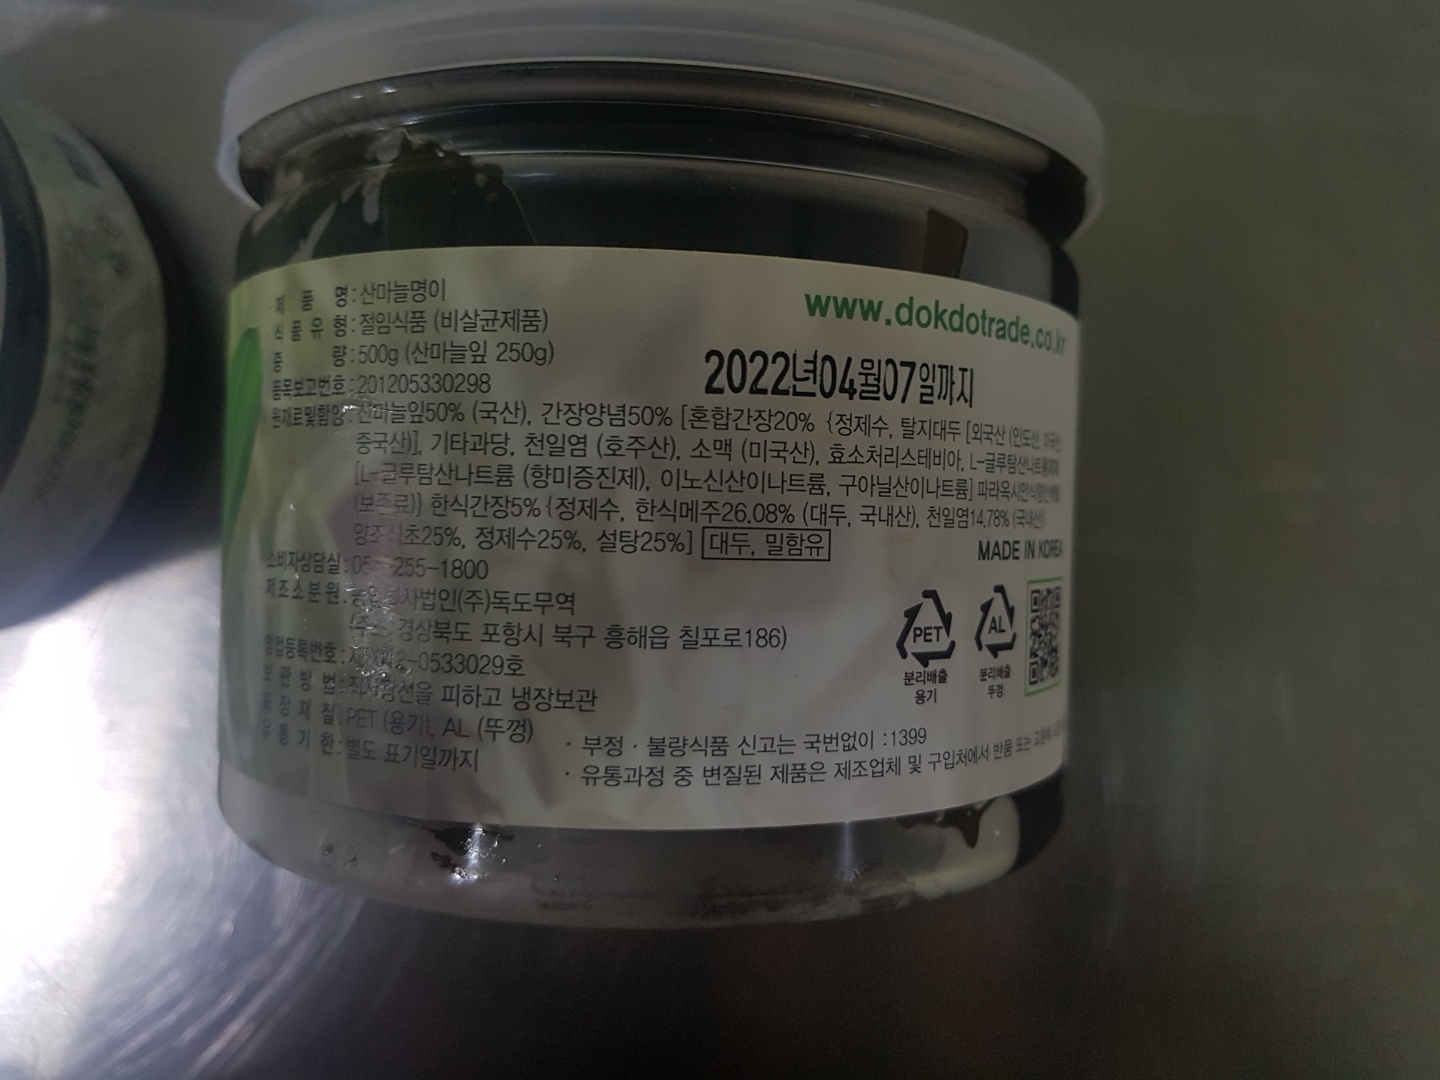 제 품 명:산마늘명이
www.dokdotrade.co.kr
식 품 유 형:절임식품 (비살균제품)
중 량:500g (산마늘잎 250g)
2022년04월07일까지
품목보고번호:201205330298
원재료및함량:산마늘잎50% (국산), 간장양념50% [혼합간장20% {정제수, 탈지대두 [외국산 (인도산,
중국산)], 기타과당, 천일염 (호주산), 소맥 (미국산), 효소처리스테비아,
[L-글루탐산나트륨 (향미증진제), 이노신산이나트륨, 구아닐산이나트륨]
(보존료)} 한식간장5% {정제수, 한식메주26.08% (대두, 국내산), 천일염14.78% (국내산)
양조식초25%, 정제수25%, 설탕25%] 대두, 밀함유
MADE IN KOREA
소비자상담실: 255-1800
제조소분원: (주)독도무역
경상북도 포항시 북구 흥해읍 칠포로186)
영업등록번호:
보 관 방 법:직사광선을 피하고 냉장보관
포 장 재 질:PET (용기), AL (뚜껑)
유 통 기 한:별도 표기일까지
PET
분리배출
용기
AL
분리배출
뚜껑
· 부정 · 불량식품 신고는 국번없이 :1399
· 유통과정 중 변질된 제품은 제조업체 및 구입처에서 반품 또는